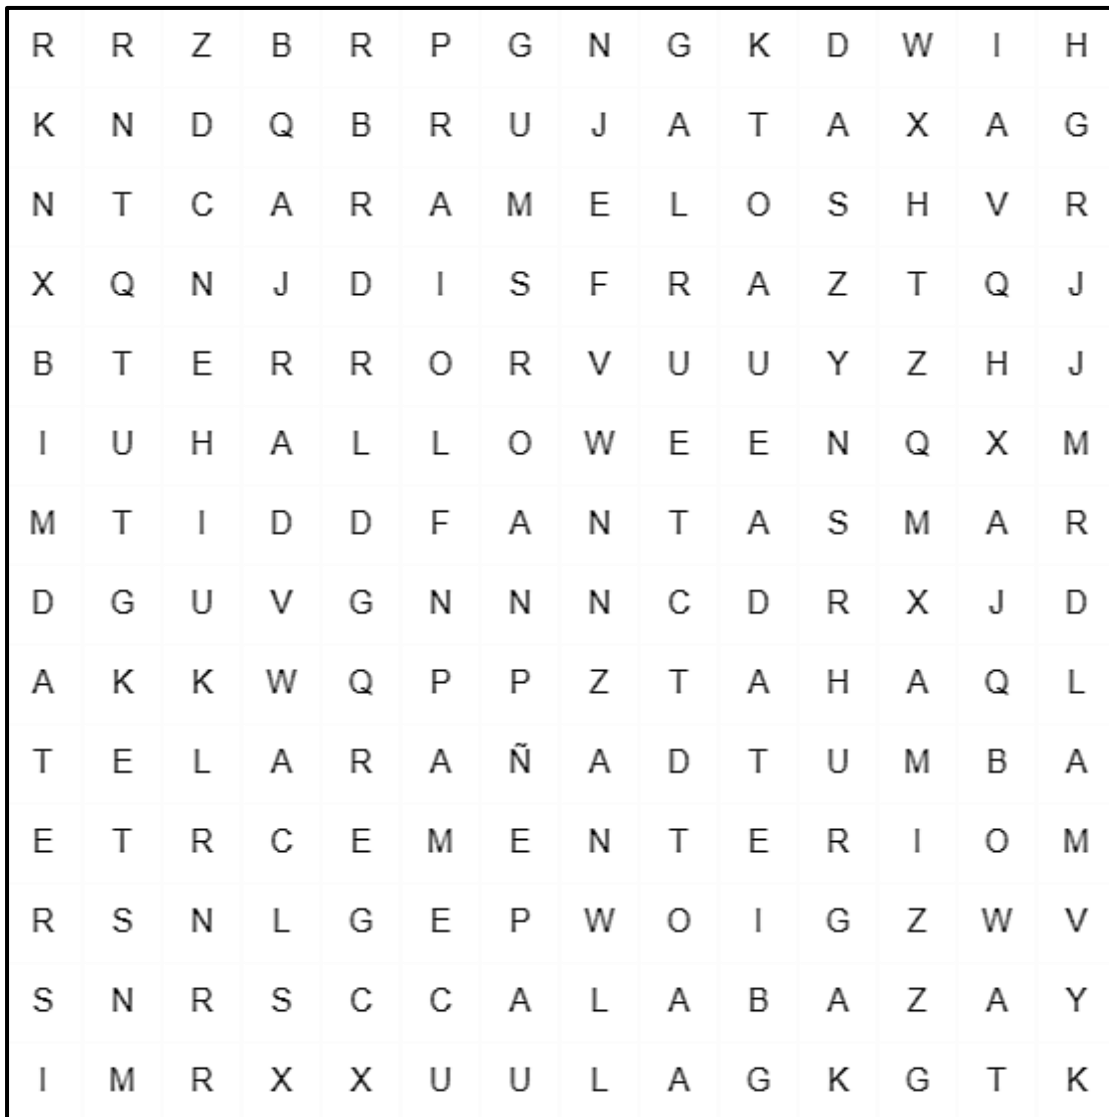 R R Z B R P G N G K D W I H
K N D Q B R U J A T A X A G
N T C A R A M E L O S H V R
X Q N J D I S F R A Z T Q J
B T E R R O R V U U Y Z H J
I U H A L L O W E E N Q X M
M T I D D F A N T A S M A R
D G U V G N N N C D R X J D
A K K W Q P P Z T A H A Q L
T E L A R A Ñ A D T U M B A
E T R C E M E N T E R I O M
R S N L G E P W O I G Z W V
S N R S C C A L A B A Z A Y
I M R X X U U L A G K G T K